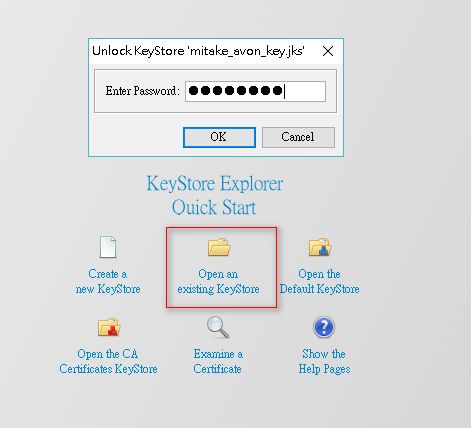 Unlock KeyStore 'mitake_avon_key.jks'
Enter Password: ●●●●●●●●
OK Cancel
KeyStore Explorer
Quick Start
Create a
new KeyStore
Open an
existing KeyStore
Open the
Default KeyStore
Open the CA
Certificates KeyStore
Examine a
Certificate
Show the
Help Pages